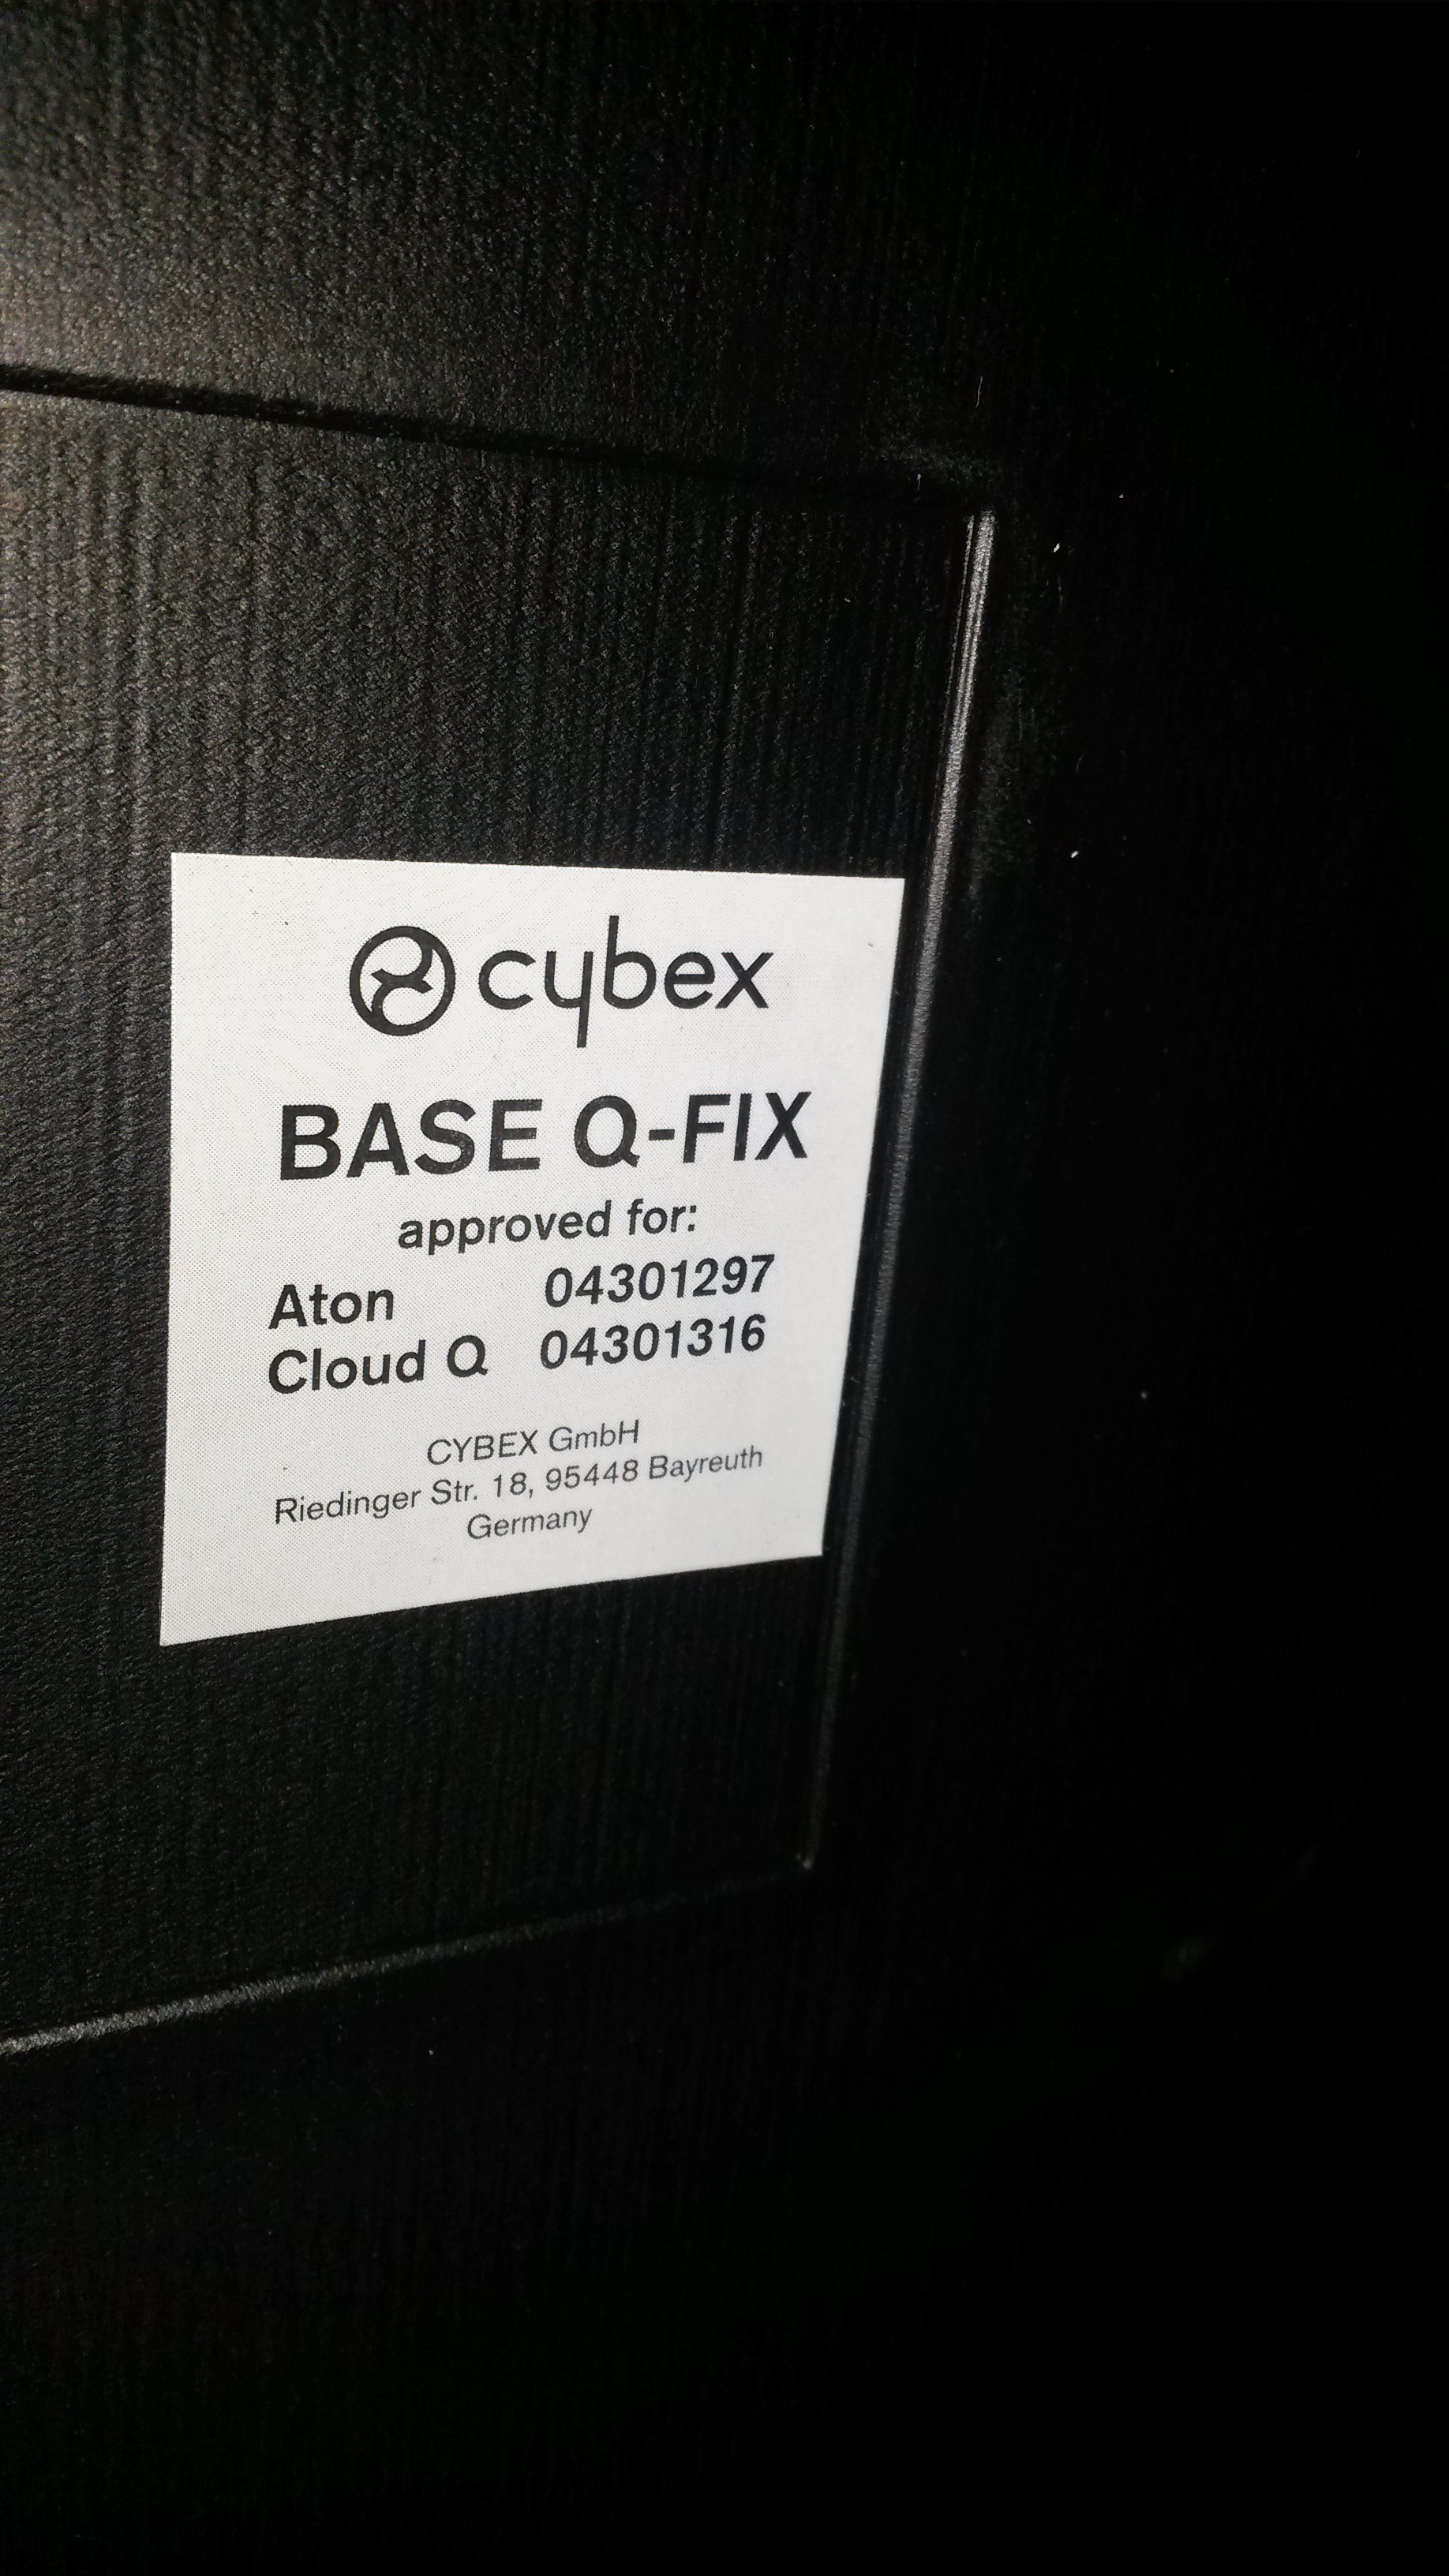 cybex
BASE Q-FIX
approved for:
Aton 04301297
Cloud Q 04301316
CYBEX GmbH
Riedinger Str. 18, 95448 Bayreuth
Germany